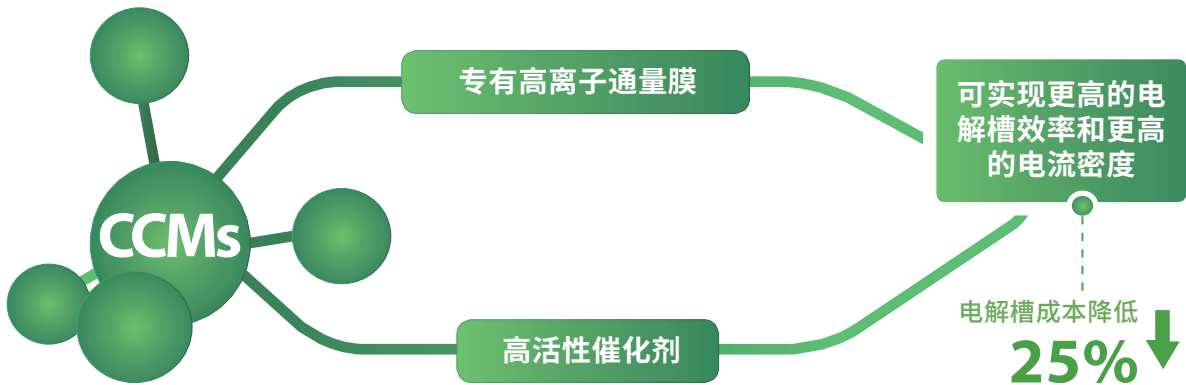 专有高离子通量膜
可实现更高的电
解槽效率和更高
的电流密度
CCMs
电解槽成本降低
高活性催化剂
25%